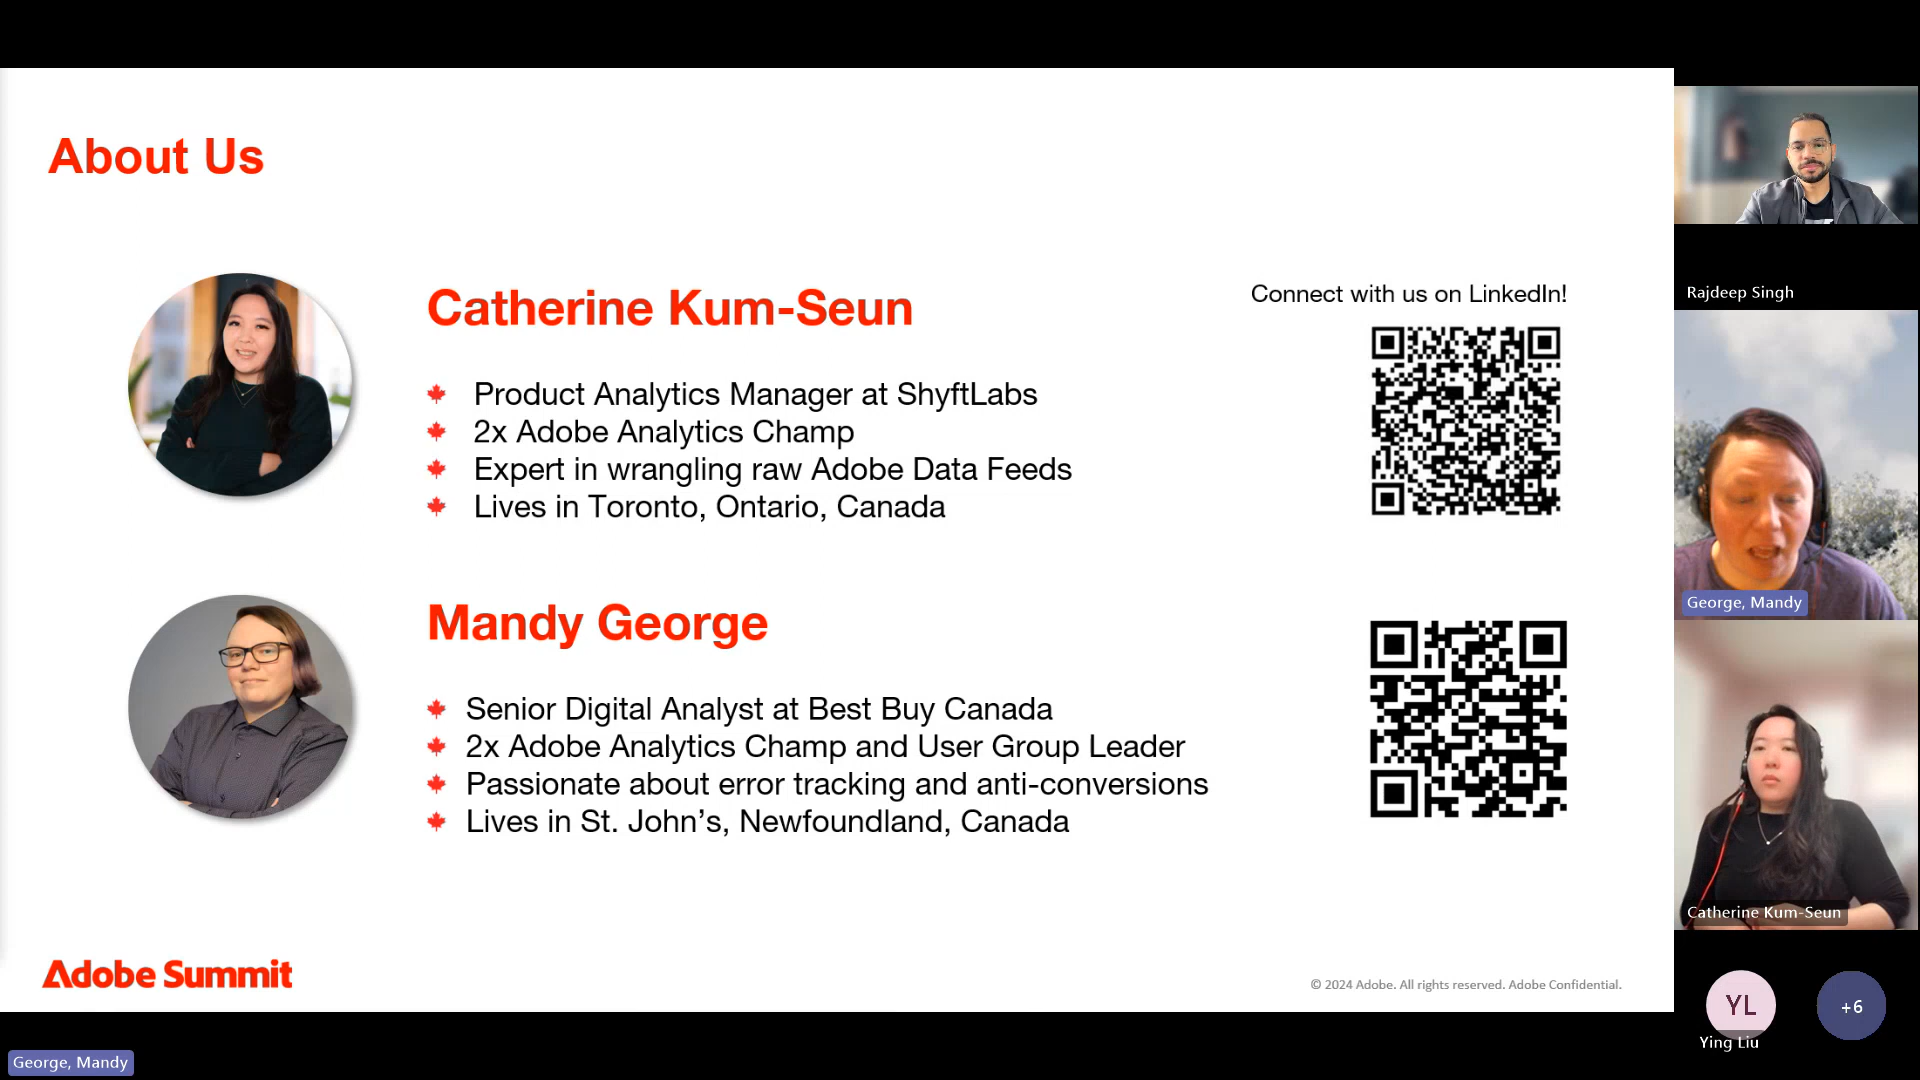 About Us
Catherine Kum-Seun
Product Analytics Manager at ShyftLabs
2x Adobe Analytics Champ
Expert in wrangling raw Adobe Data Feeds
Lives in Toronto, Ontario, Canada
Connect with us on LinkedIn!
Mandy George
Senior Digital Analyst at Best Buy Canada
2x Adobe Analytics Champ and User Group Leader
Passionate about error tracking and anti-conversions
Lives in St. John’s, Newfoundland, Canada
Adobe Summit
© 2024 Adobe. All rights reserved. Adobe Confidential.
George, Mandy
Rajdeep Singh
George, Mandy
Catherine Kum-Seun
YL
Ying Liu
+6